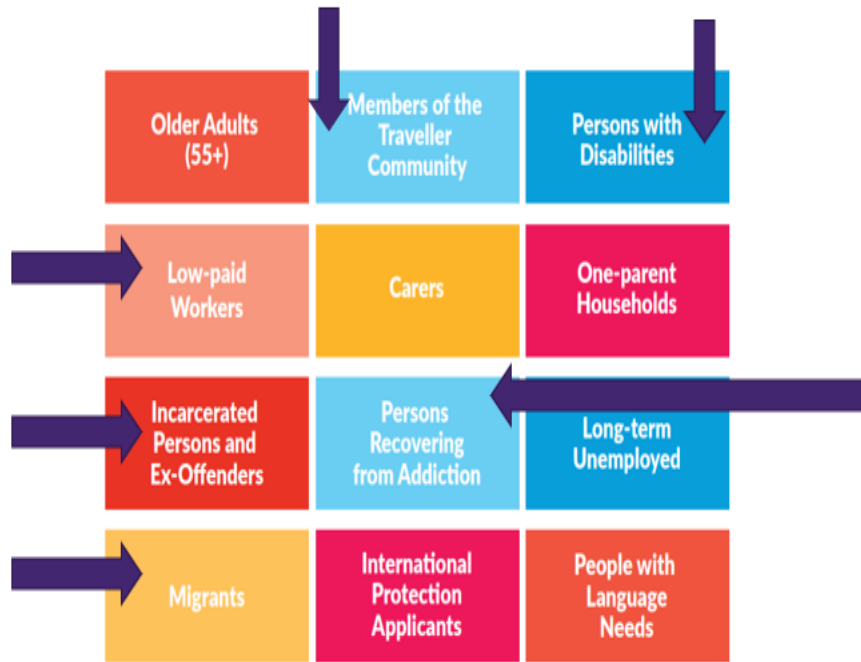 Older Adults
(55+)
Members of the
Traveller
Community
Persons with
Disabilities
Low-paid
Workers
Carers
One-parent
Households
Incarcerated
Persons and
Ex-Offenders
Persons
Recovering
from Addiction
Long-term
Unemployed
Migrants
International
Protection
Applicants
People with
Language
Needs